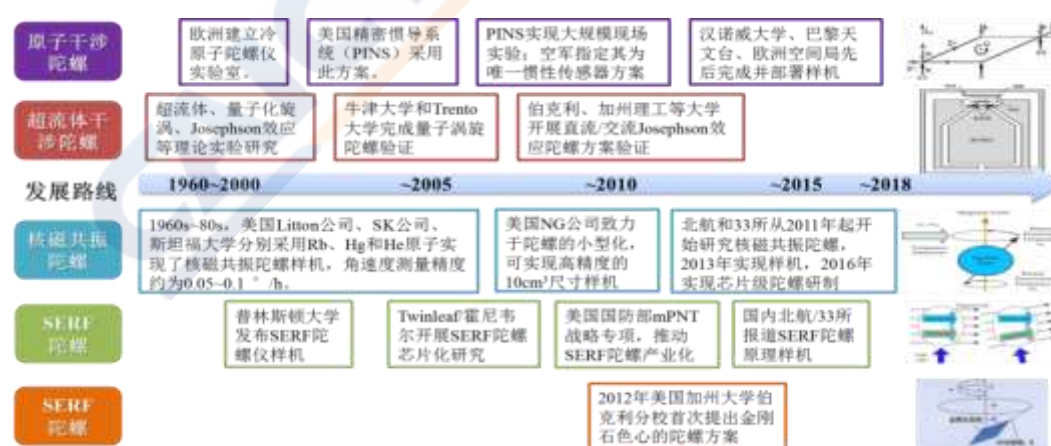 原子干涉
陀螺
欧洲建立冷
原子陀螺仪
实验室。
美国精密惯导系
统（PINS）采用
此方案。
PINS实现大规模现场
实验；空军指定其为
唯一惯性传感器方案
汉诺威大学、巴黎天
文台、欧洲空间局先
后完成并部署样机
超流体干
涉陀螺
超流体、量子化旋
涡、Josephson效应
等理论实验研究
牛津大学和Trento
大学完成量子涡旋
陀螺验证
伯克利、加州理工等大学
开展直流/交流Josephson效
应陀螺方案验证
发展路线
1960~2000
~2005
~2010
~2015
~2018
核磁共振
陀螺
1960s~80s，美国Litton公司、SK公司、
斯坦福大学分别采用Rb、Hg和He原子实
现了核磁共振陀螺样机，角速度测量精度
约为0.05~0.1 °/h。
美国NG公司致力
于陀螺的小型化，
可实现高精度的
10cm³尺寸样机
北航和33所从2011年起开
始研究核磁共振陀螺，
2013年实现样机，2016年
实现芯片级陀螺研制
SERF
陀螺
普林斯顿大学
发布SERF陀
螺仪样机
Twinleaf/霍尼韦
尔开展SERF陀螺
芯片化研究
美国国防部mPNT
战略专项，推动
SERF陀螺产业化
国内北航/33所
报道SERF陀螺
原理样机
SERF
陀螺
2012年美国加州大学伯
克利分校首次提出金刚
石色心的陀螺方案